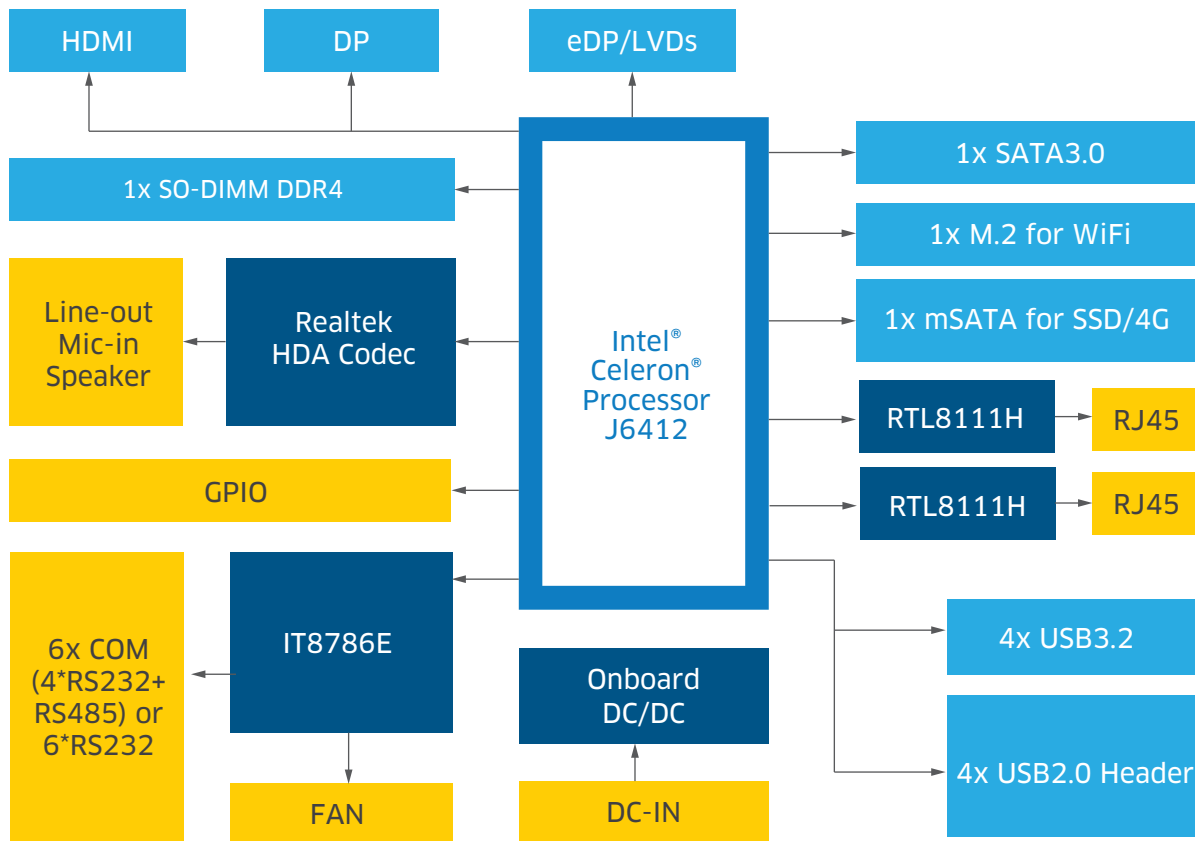 HDMI
DP
eDP/LVDs
1x SO-DIMM DDR4
Line-out
Mic-in
Speaker
Realtek
HDA Codec
GPIO
6x COM
(4*RS232+
RS485) or
6*RS232
IT8786E
FAN
Intel®
Celeron®
Processor
J6412
Onboard
DC/DC
DC-IN
1x SATA3.0
1x M.2 for WiFi
1x mSATA for SSD/4G
RTL8111H
RJ45
RTL8111H
RJ45
4x USB3.2
4x USB2.0 Header